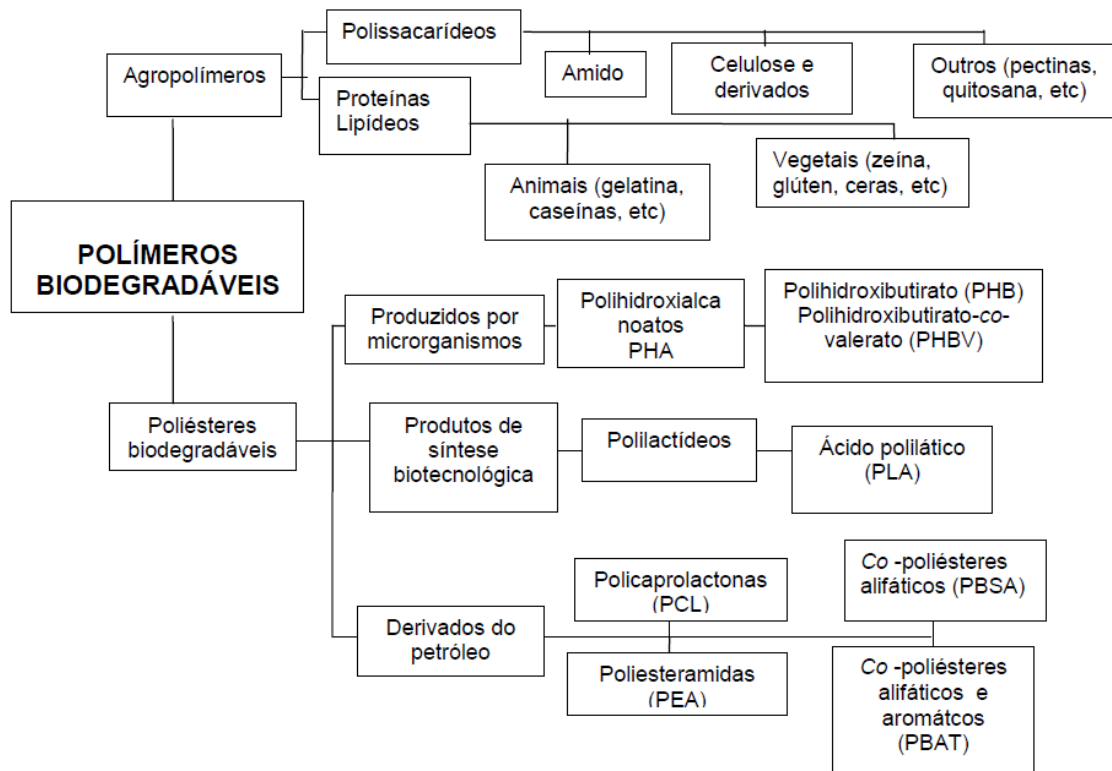 Polissacarídeos
Agropolímeros
Amido
Celulose e
derivados
Outros (pectinas,
quitosana, etc)
Proteínas
Lipídeos
Animais (gelatina,
caseínas, etc)
Vegetais (zeína,
glúten, ceras, etc)
POLÍMEROS
BIODEGRADÁVEIS
Produzidos por
microrganismos
Polihidroxialca
noatos
PHA
Polihidroxibutirato (PHB)
Polihidroxibutirato-co-
valerato (PHBV)
Poliésteres
biodegradáveis
Produtos de
síntese
biotecnológica
Polilactídeos
Ácido polilático
(PLA)
Derivados do
petróleo
Policaprolactonas
(PCL)
Co -poliésteres
alifáticos (PBSA)
Poliesteramidas
(PEA)
Co -poliésteres
alifáticos e
aromátcos
(PBAT)